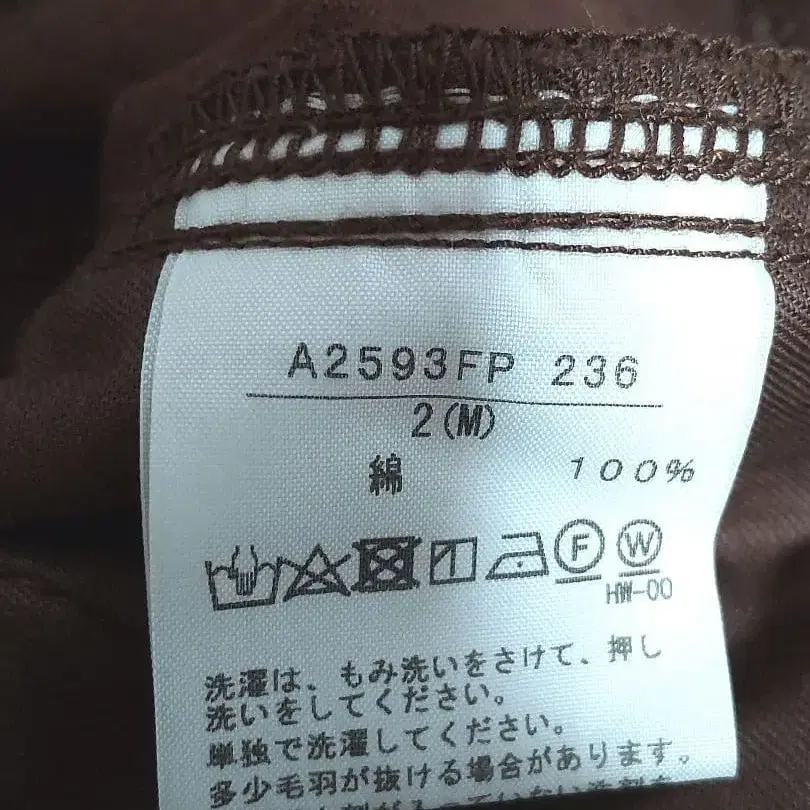 A2593FP 236
2(M)
綿 100%
F W
HW-00
洗濯は、もみ洗いをさけて、押し
洗いをしてください。
単独で洗濯してください。
多少毛羽が抜ける場合があります。